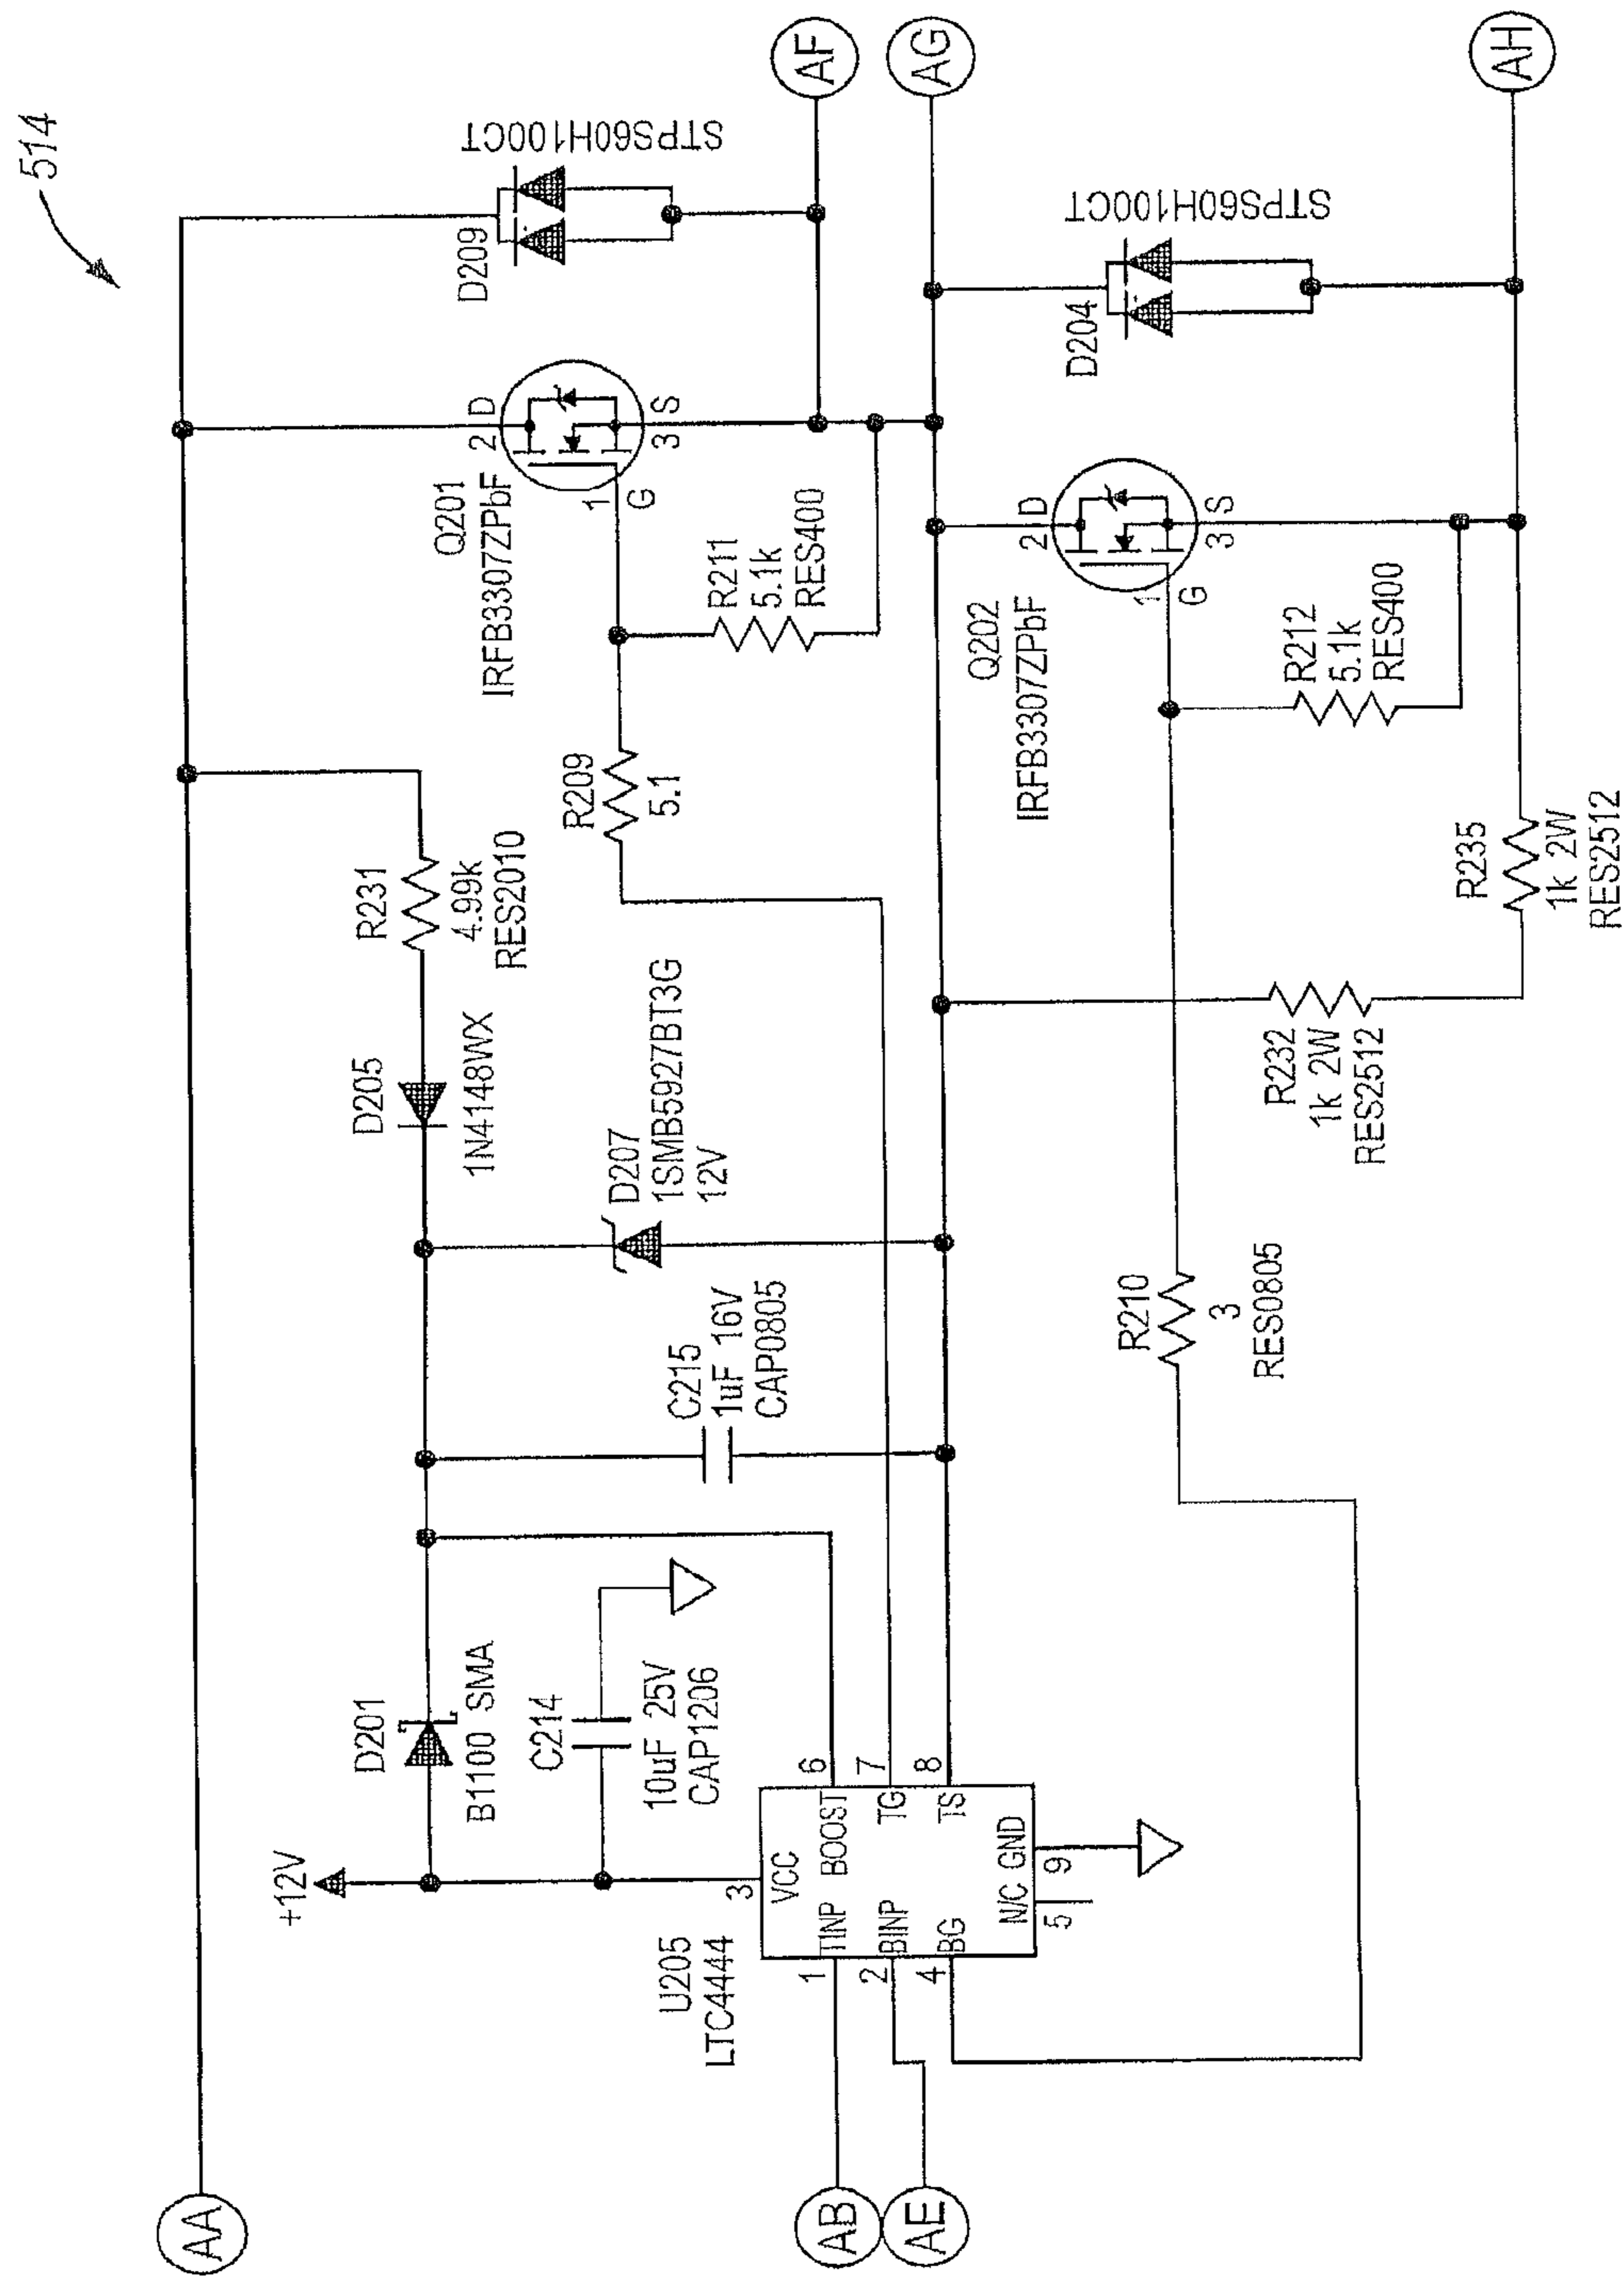 514
AA
AF
AG
AH
AB
AE
+12V
D201
B1100 SMA
C214
10uF 25V
CAP1206
U205
LTC4444
3
VCC
1
TINP
2
BINP
4
BG
BOOST
6
TG
7
TS
8
N/C
5
GND
9
C215
1uF 16V
CAP0805
D207
1SMB5927BT3G
12V
D205
1N4148WX
R231
4.99k
RES2010
R209
5.1
R211
5.1k
RES400
Q201
IRFB3307ZPbF
2
D
1
G
3
S
D209
STPS60H100CT
R210
3
RES0805
R232
1k 2W
RES2512
R235
1k 2W
RES2512
R212
5.1k
RES400
Q202
IRFB3307ZPbF
2
D
1
G
3
S
D204
STPS60H100CT